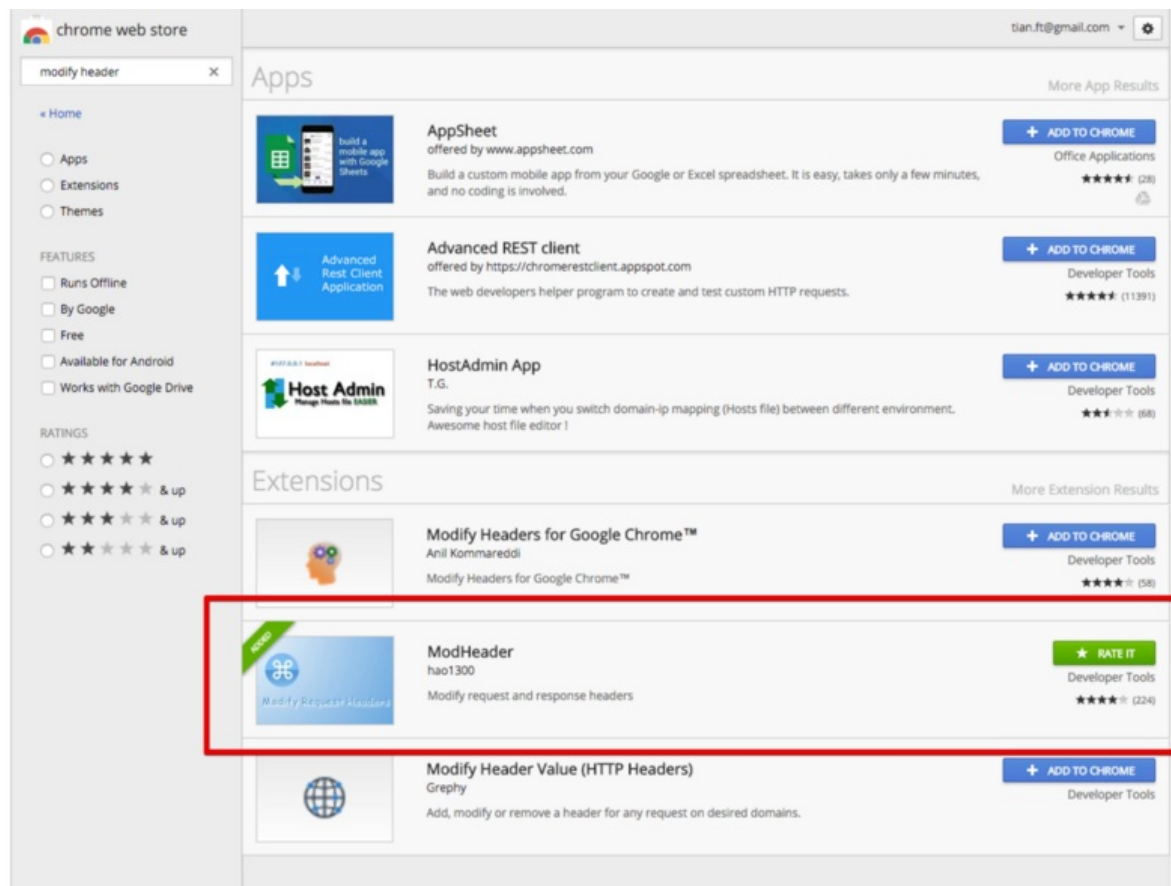 chrome web store
tian.ft@gmail.com
modify header
« Home
Apps
Extensions
Themes
FEATURES
Runs Offline
By Google
Free
Available for Android
Works with Google Drive
RATINGS
& up
& up
& up
Apps
More App Results
build a
mobile app
with Google
Sheets
AppSheet
offered by www.appsheet.com
Build a custom mobile app from your Google or Excel spreadsheet. It is easy, takes only a few minutes,
and no coding is involved.
ADD TO CHROME
Office Applications
(28)
Advanced
Rest Client
Application
Advanced REST client
offered by https://chromerestclient.appspot.com
The web developers helper program to create and test custom HTTP requests.
ADD TO CHROME
Developer Tools
(11391)
#127.0.0.1 localhost
Host Admin
Manage Hosts file EASIER
HostAdmin App
T.G.
Saving your time when you switch domain-ip mapping (Hosts file) between different environment.
Awesome host file editor !
ADD TO CHROME
Developer Tools
(68)
Extensions
More Extension Results
Modify Headers for Google Chrome™
Anil Kommareddi
Modify Headers for Google Chrome™
ADD TO CHROME
Developer Tools
(58)
ADDED
Modify Request Headers
ModHeader
hao1300
Modify request and response headers
RATE IT
Developer Tools
(224)
Modify Header Value (HTTP Headers)
Grephy
Add, modify or remove a header for any request on desired domains.
ADD TO CHROME
Developer Tools